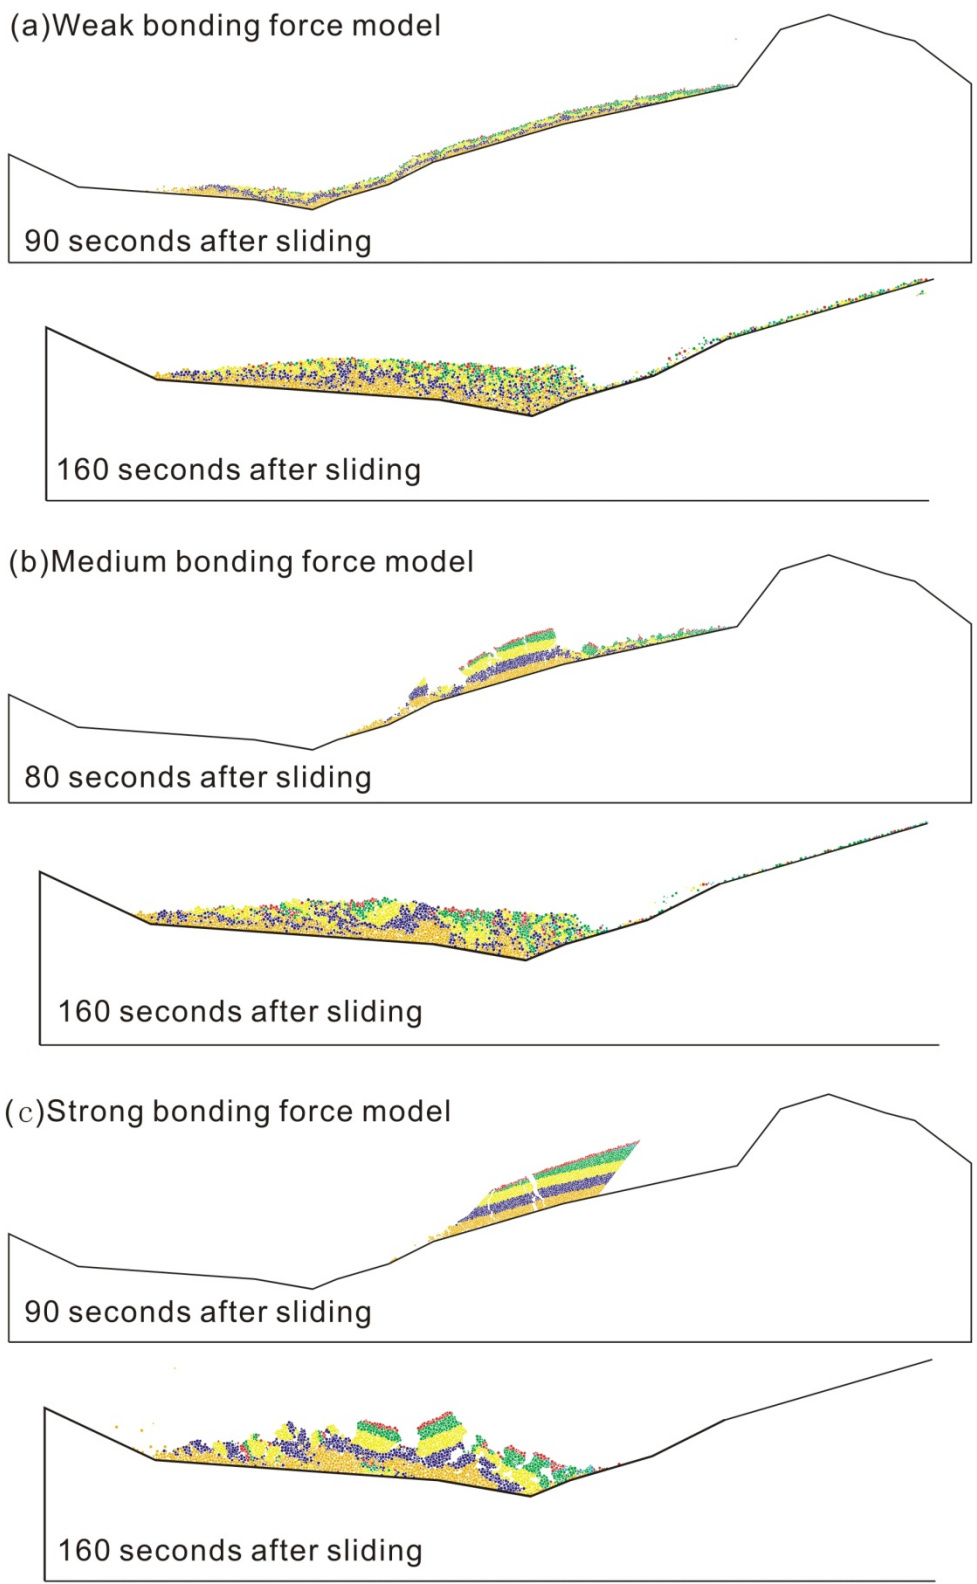 (a)Weak bonding force model
90 seconds after sliding
160 seconds after sliding
(b)Medium bonding force model
80 seconds after sliding
160 seconds after sliding
(c)Strong bonding force model
90 seconds after sliding
160 seconds after sliding